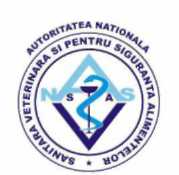 AUTORITATEA NATIONALA
SANITARA VETERINARA SI PENTRU SIGURANTA ALIMENTELOR
N A S
S A